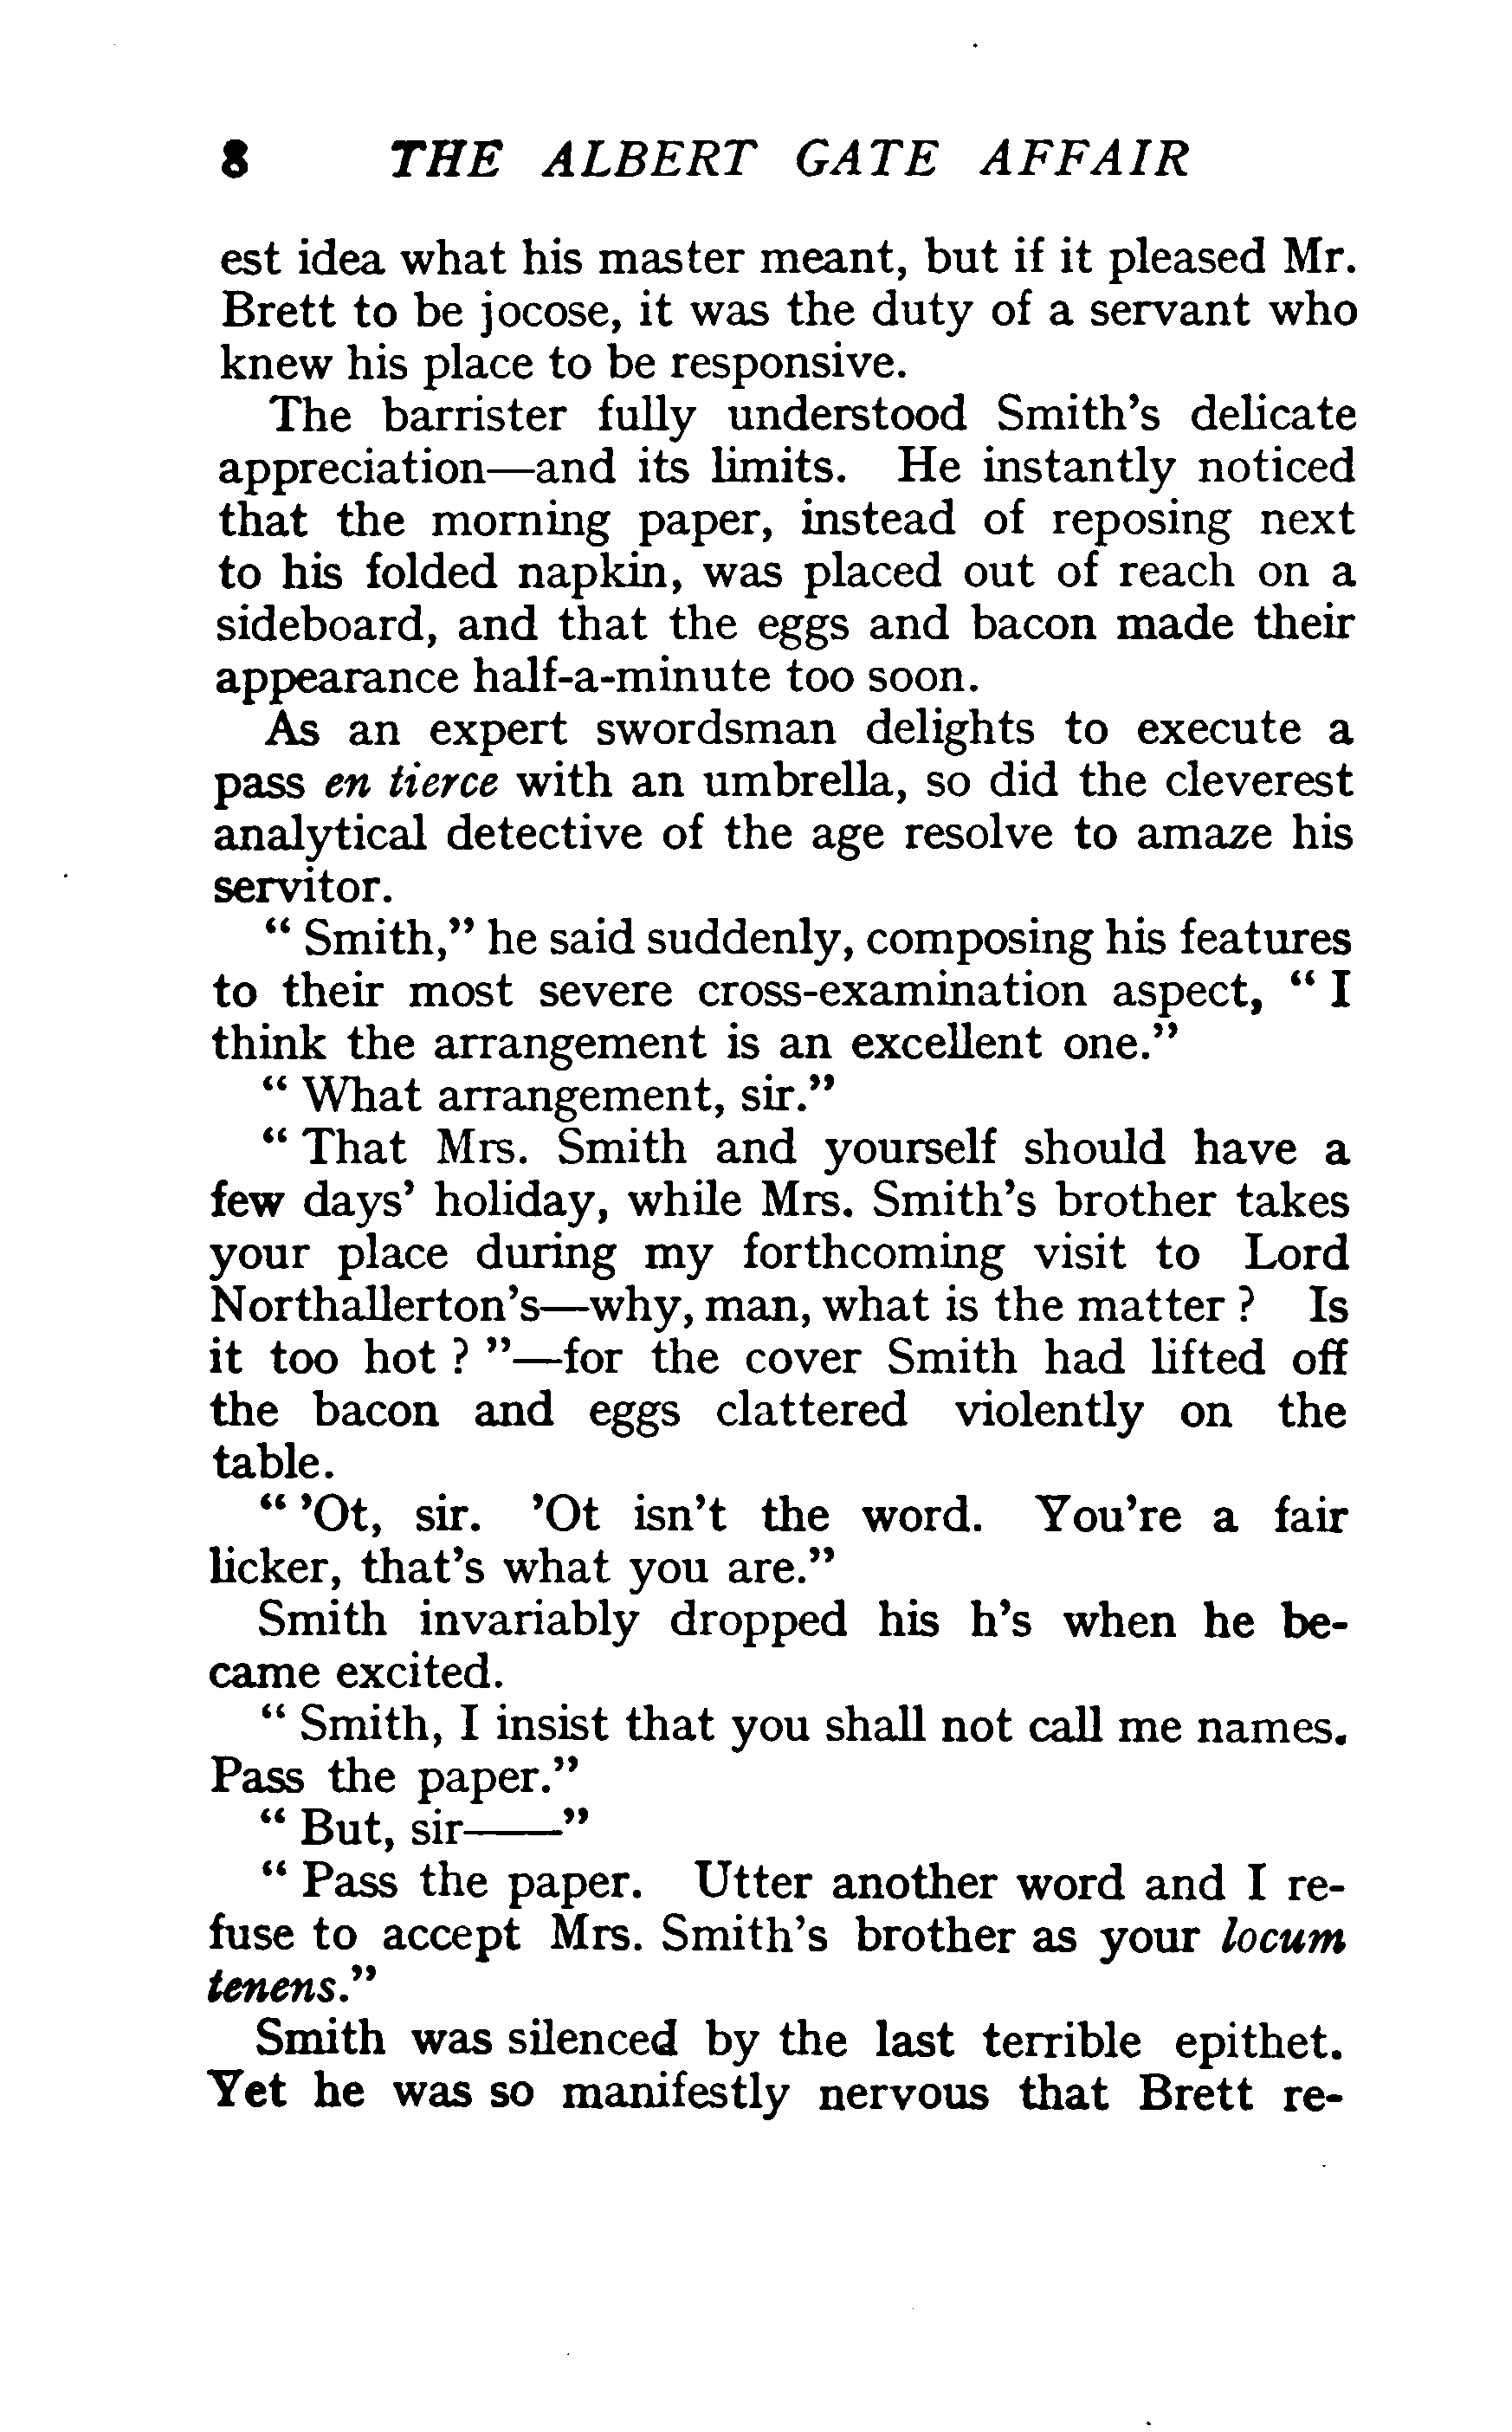 8 THE ALBERT GATE AFFAIR
est idea what his master meant, but if it pleased Mr.
Brett to be jocose, it was the duty of a servant who
knew his place to be responsive.
The barrister fully understood Smith's delicate
appreciation—and its limits. He instantly noticed
that the morning paper, instead of reposing next
to his folded napkin, was placed out of reach on a
sideboard, and that the eggs and bacon made their
appearance half-a-minute too soon.
As an expert swordsman delights to execute a
pass en tierce with an umbrella, so did the cleverest
analytical detective of the age resolve to amaze his
servitor.
“ Smith,” he said suddenly, composing his features
to their most severe cross-examination aspect, “ I
think the arrangement is an excellent one.”
“ What arrangement, sir.”
“ That Mrs. Smith and yourself should have a
few days’ holiday, while Mrs. Smith’s brother takes
your place during my forthcoming visit to Lord
Northallerton’s—why, man, what is the matter ? Is
it too hot ? ”—for the cover Smith had lifted off
the bacon and eggs clattered violently on the
table.
“ ’Ot, sir. ’Ot isn’t the word. You’re a fair
licker, that’s what you are.”
Smith invariably dropped his h’s when he be-
came excited.
“ Smith, I insist that you shall not call me names.
Pass the paper.”
“ But, sir——”
“ Pass the paper. Utter another word and I re-
fuse to accept Mrs. Smith’s brother as your locum
tenens.”
Smith was silenced by the last terrible epithet.
Yet he was so manifestly nervous that Brett re-